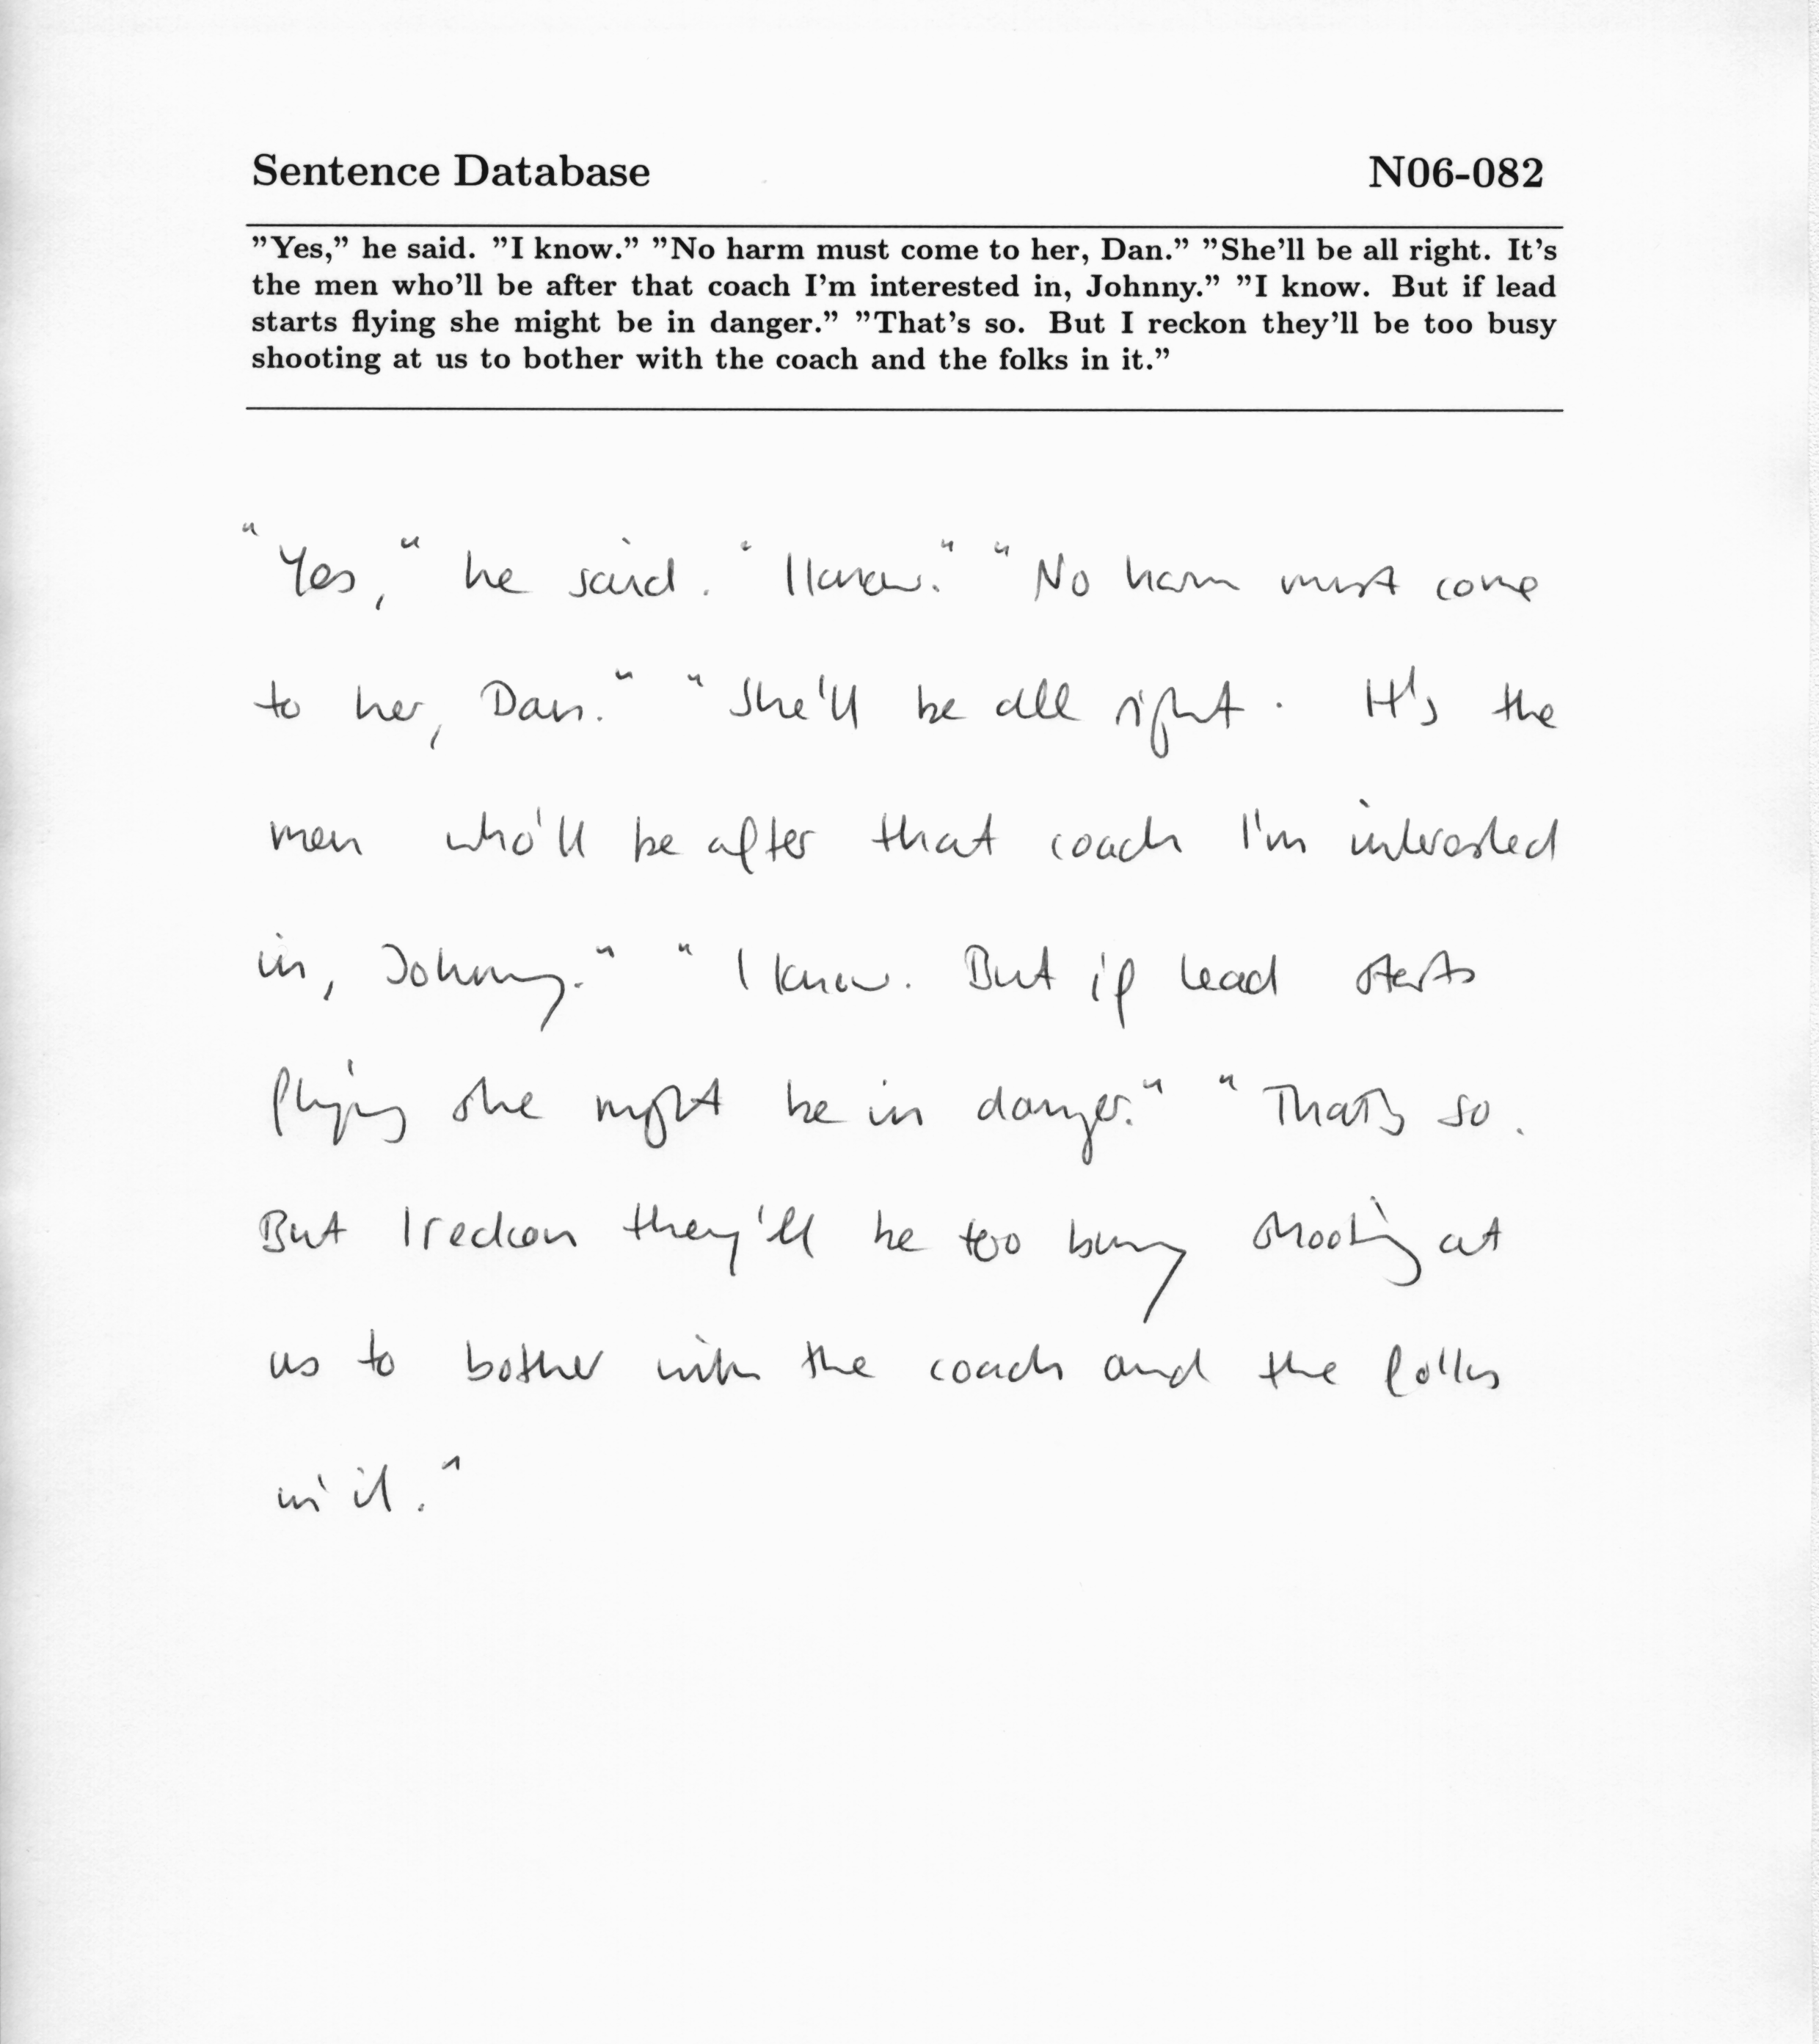 Sentence Database N06-082
"Yes," he said. "I know." "No harm must come to her, Dan." "She'll be all right. It's
the men who'll be after that coach I'm interested in, Johnny." "I know. But if lead
starts flying she might be in danger." "That's so. But I reckon they'll be too busy
shooting at us to bother with the coach and the folks in it."
"Yes," he said. "I know." "No harm must come
to her, Dan." "She'll be all right. It's the
men who'll be after that coach I'm interested
in, Johnny." "I know. But if lead starts
flying she might be in danger." "That's so.
But I reckon they'll be too busy shooting at
us to bother with the coach and the folks
in it."